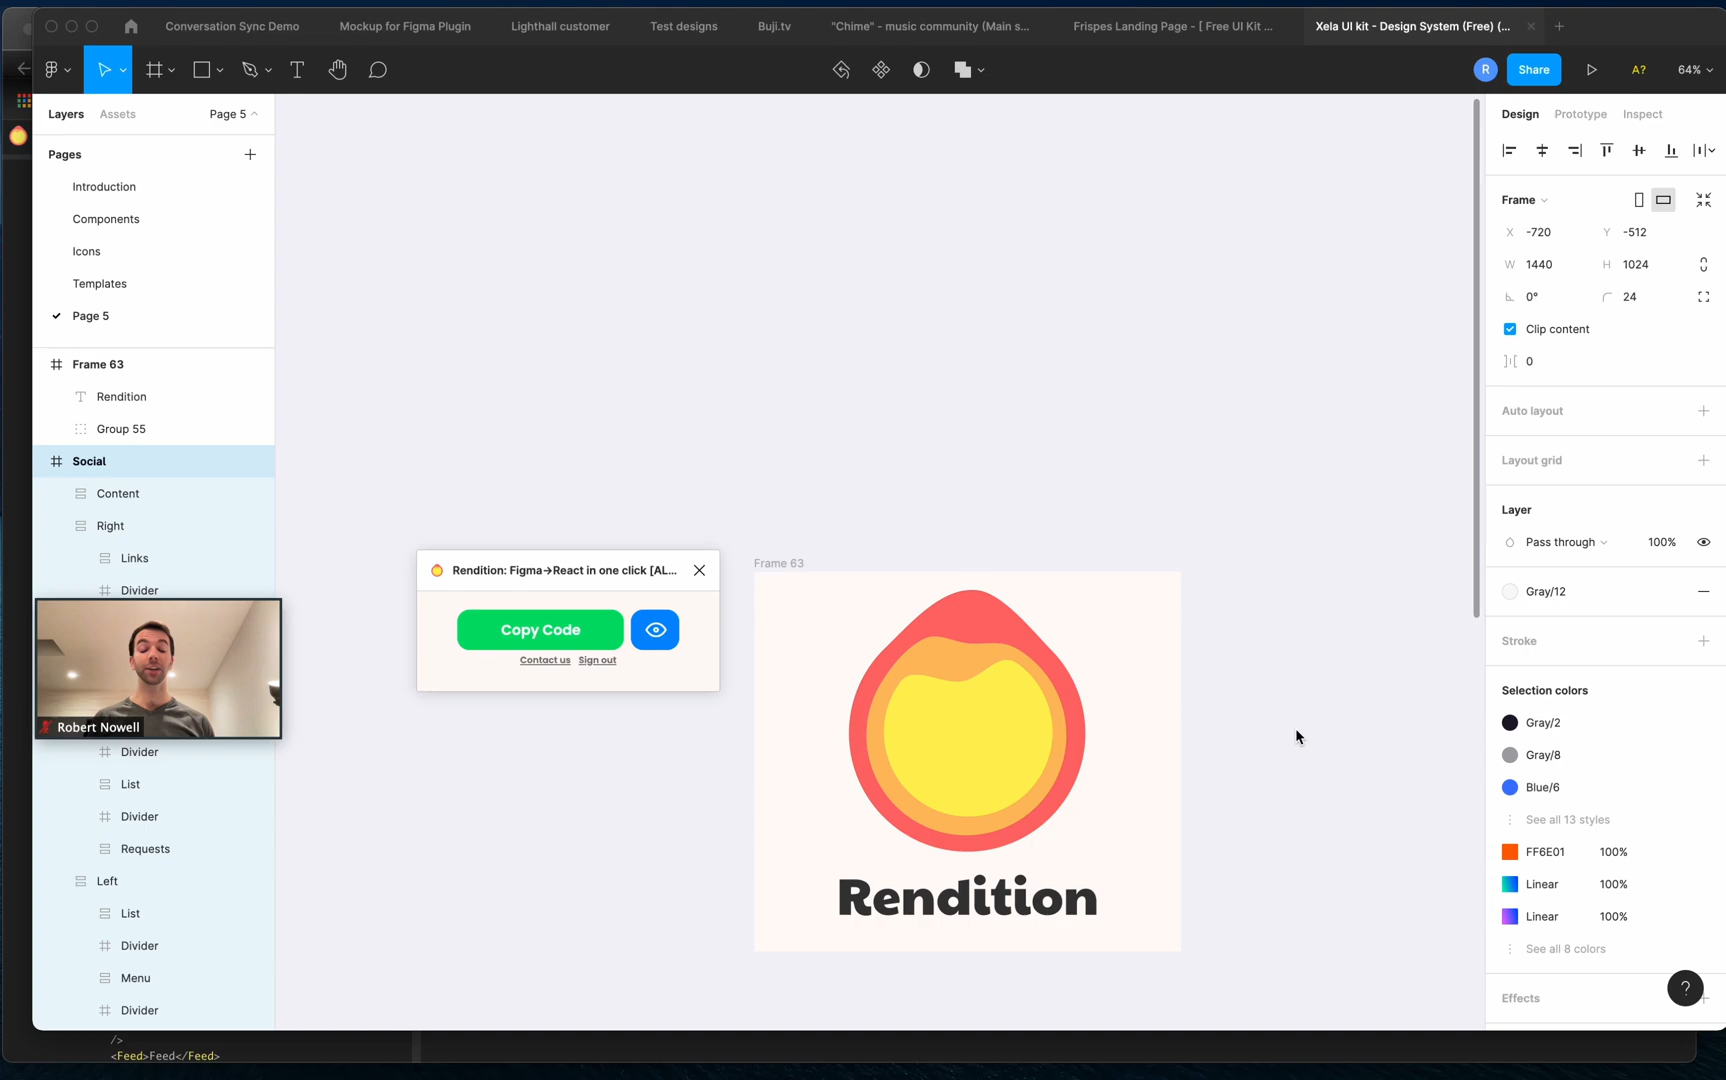 Conversation Sync Demo
Mockup for Figma Plugin
Lighthall customer
Test designs
Buji.tv
"Chime" - music community (Main s...
Frispes Landing Page - [ Free UI Kit ...
Xela UI kit - Design System (Free) (...
R
Share
A?
64%
Layers
Assets
Page 5
Pages
Introduction
Components
Icons
Templates
Page 5
Frame 63
Rendition
Group 55
Social
Content
Right
Links
Divider
Robert Nowell
Divider
List
Divider
Requests
Left
List
Divider
Menu
Divider
/>
<Feed>Feed</Feed>
Rendition: Figma→React in one click [AL...
Copy Code
Contact us
Sign out
Frame 63
Rendition
Design
Prototype
Inspect
Frame
X -720
Y -512
W 1440
H 1024
0°
24
Clip content
0
Auto layout
Layout grid
Layer
Pass through
100%
Gray/12
Stroke
Selection colors
Gray/2
Gray/8
Blue/6
See all 13 styles
FF6E01 100%
Linear 100%
Linear 100%
See all 8 colors
Effects
?